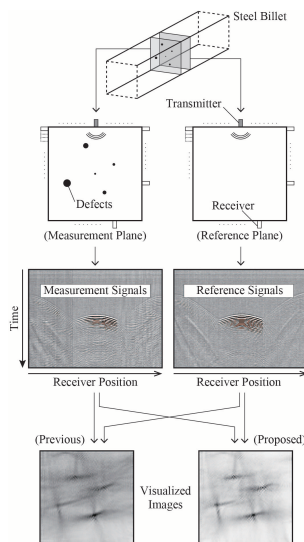 Steel Billet
Transmitter
Defects
Receiver
(Measurement Plane)
(Reference Plane)
Time
Measurement Signals
Reference Signals
Receiver Position
Receiver Position
(Previous)
(Proposed)
Visualized
Images